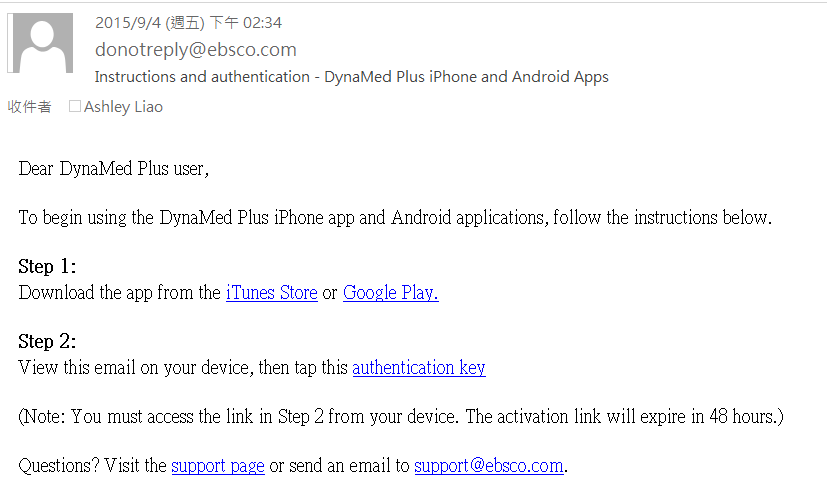 2015/9/4 (週五) 下午 02:34
donotreply@ebsco.com
Instructions and authentication - DynaMed Plus iPhone and Android Apps
收件者 Ashley Liao
Dear DynaMed Plus user,
To begin using the DynaMed Plus iPhone app and Android applications, follow the instructions below.
Step 1:
Download the app from the iTunes Store or Google Play.
Step 2:
View this email on your device, then tap this authentication key
(Note: You must access the link in Step 2 from your device. The activation link will expire in 48 hours.)
Questions? Visit the support page or send an email to support@ebsco.com.